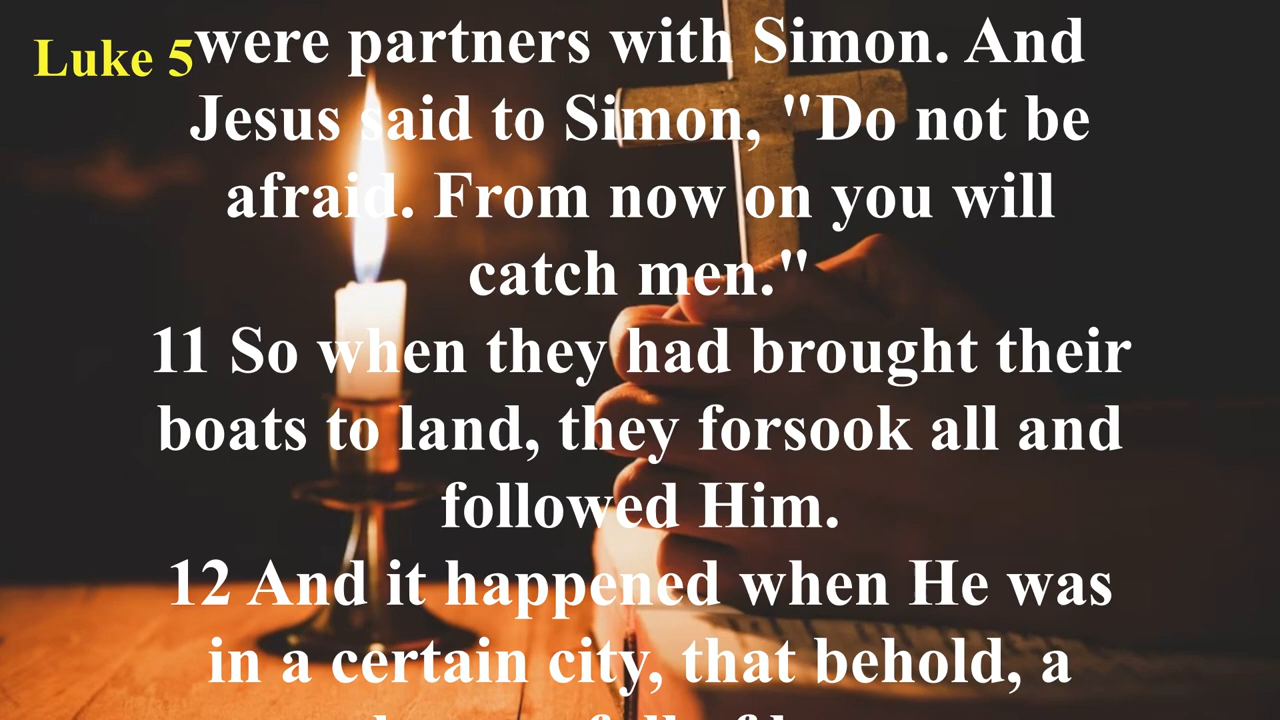 Luke 5
were partners with Simon. And
Jesus said to Simon, "Do not be
afraid. From now on you will
catch men."
11 So when they had brought their
boats to land, they forsook all and
followed Him.
12 And it happened when He was
in a certain city, that behold, a